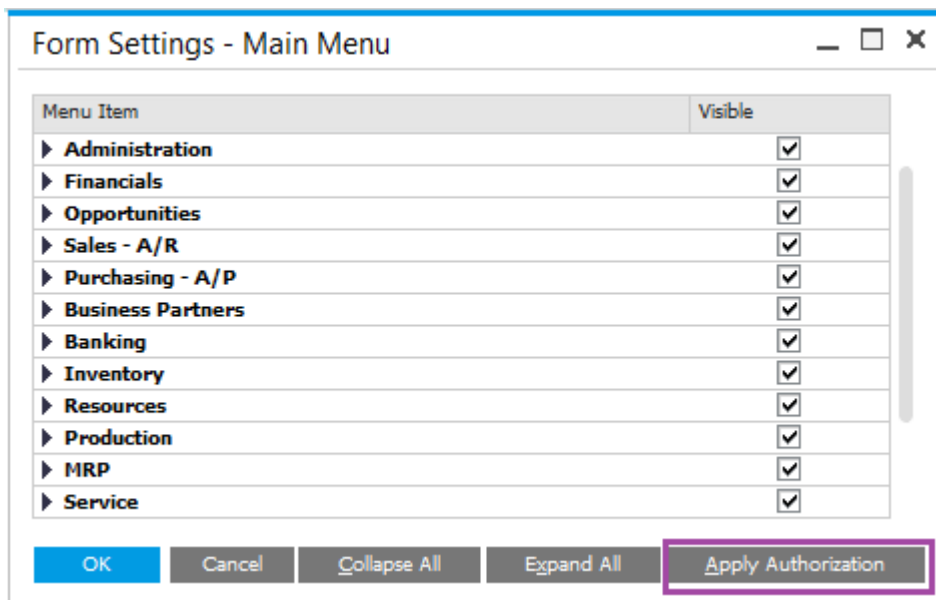 Form Settings - Main Menu
Menu Item Visible
Administration
Financials
Opportunities
Sales - A/R
Purchasing - A/P
Business Partners
Banking
Inventory
Resources
Production
MRP
Service
OK Cancel Collapse All Expand All Apply Authorization